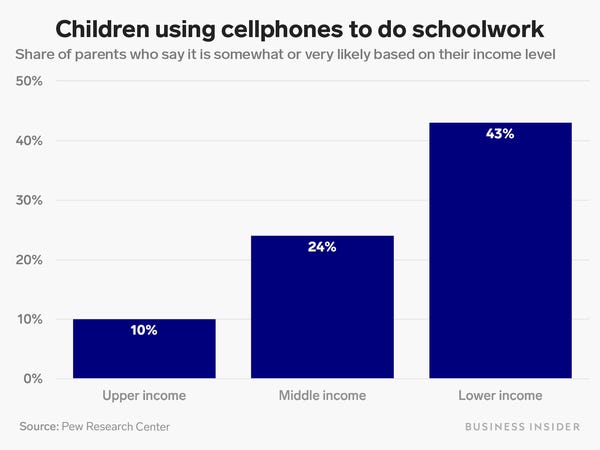 Children using cellphones to do schoolwork
Share of parents who say it is somewhat or very likely based on their income level
50%
40%
30%
20%
10%
0%
10%
24%
43%
Upper income
Middle income
Lower income
Source: Pew Research Center
BUSINESS INSIDER